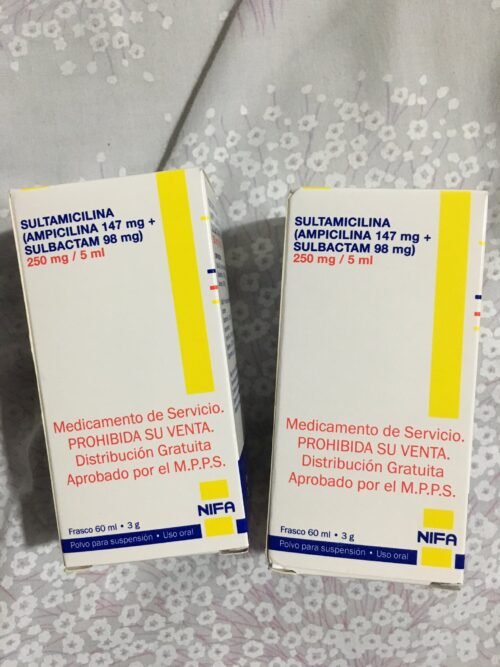 SULTAMICILINA
(AMPICILINA 147 mg +
SULBACTAM 98 mg)
250 mg / 5 ml
Medicamento de Servicio.
PROHIBIDA SU VENTA.
Distribución Gratuita
Aprobado por el M.P.P.S.
NIFA
Frasco 60 ml • 3 g
Polvo para suspensión • Uso oral
SULTAMICILINA
(AMPICILINA 147 mg +
SULBACTAM 98 mg)
250 mg / 5 ml
Medicamento de Servicio.
PROHIBIDA SU VENTA.
Distribución Gratuita
Aprobado por el M.P.P.S.
NIFA
Frasco 60 ml • 3 g
Polvo para suspensión • Uso oral